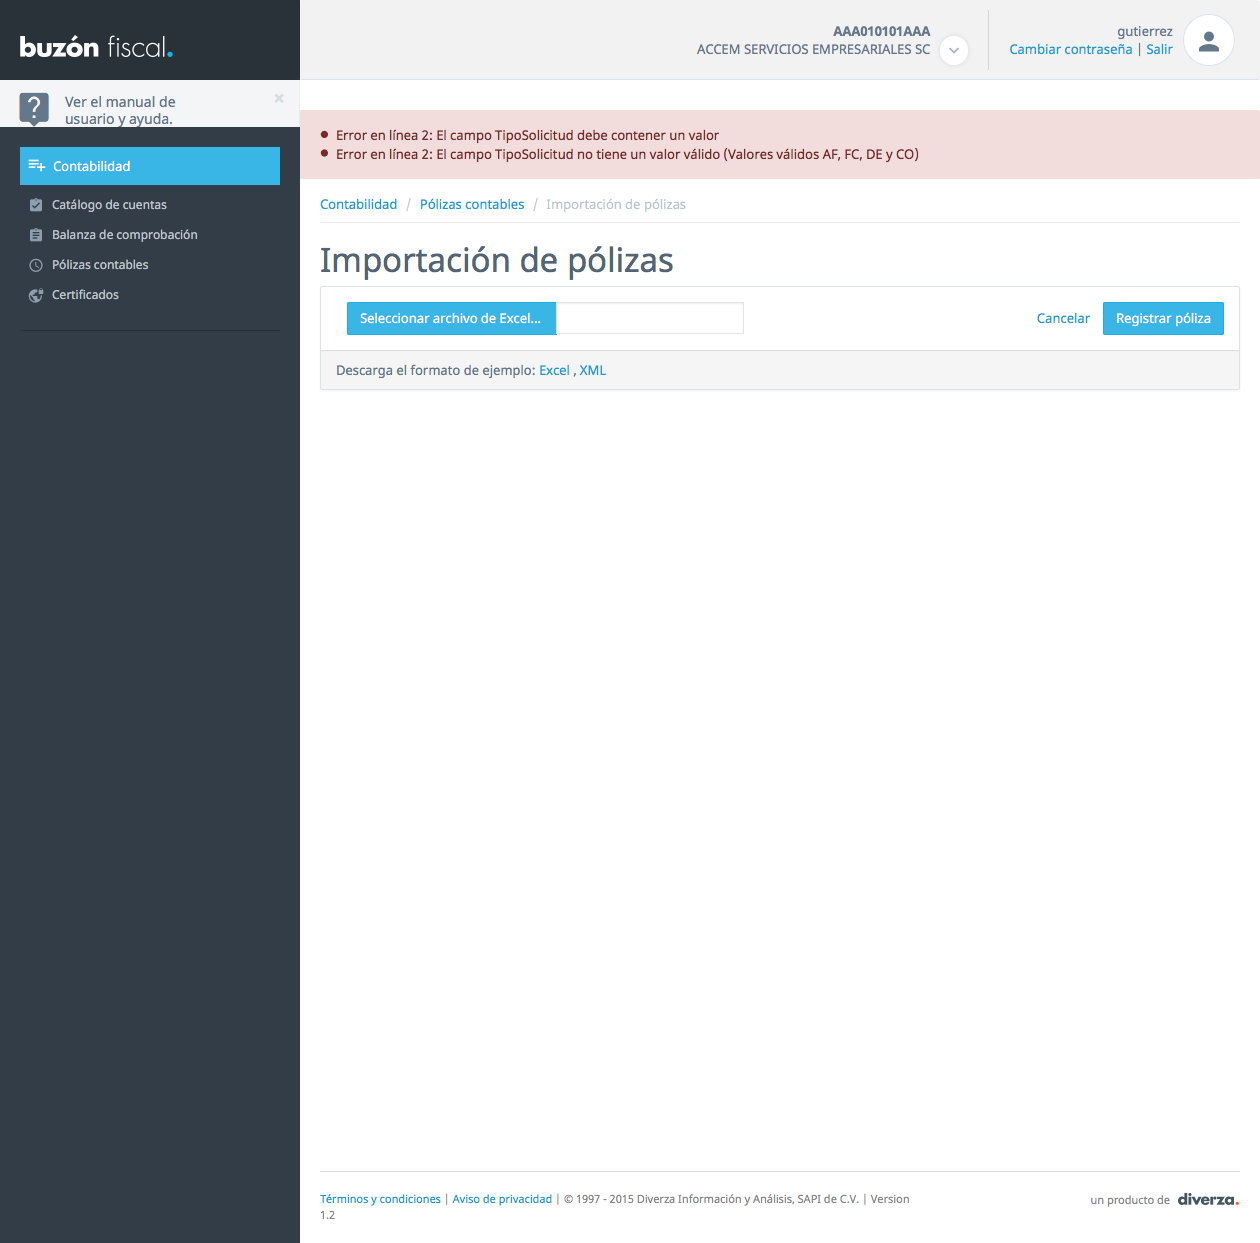 buzón fiscal.
AAA010101AAA
ACCEM SERVICIOS EMPRESARIALES SC
gutierrez
Cambiar contraseña | Salir
Ver el manual de
usuario y ayuda.
×
Contabilidad
Catálogo de cuentas
Balanza de comprobación
Pólizas contables
Certificados
Error en línea 2: El campo TipoSolicitud debe contener un valor
Error en línea 2: El campo TipoSolicitud no tiene un valor válido (Valores válidos AF, FC, DE y CO)
Contabilidad / Pólizas contables / Importación de pólizas
Importación de pólizas
Seleccionar archivo de Excel...
Cancelar
Registrar póliza
Descarga el formato de ejemplo: Excel , XML
Términos y condiciones | Aviso de privacidad | © 1997 - 2015 Diverza Información y Análisis, SAPI de C.V. | Version
1.2
un producto de diverza.